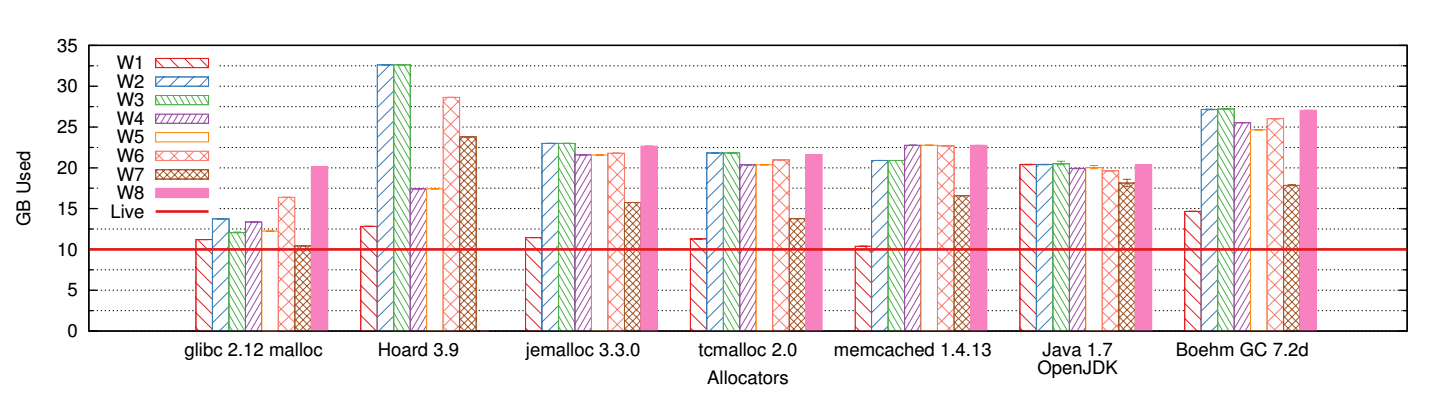 GB Used
35
30
25
20
15
10
5
0
W1
W2
W3
W4
W5
W6
W7
W8
Live
glibc 2.12 malloc
Hoard 3.9
jemalloc 3.3.0
tcmalloc 2.0
memcached 1.4.13
Java 1.7
OpenJDK
Boehm GC 7.2d
Allocators